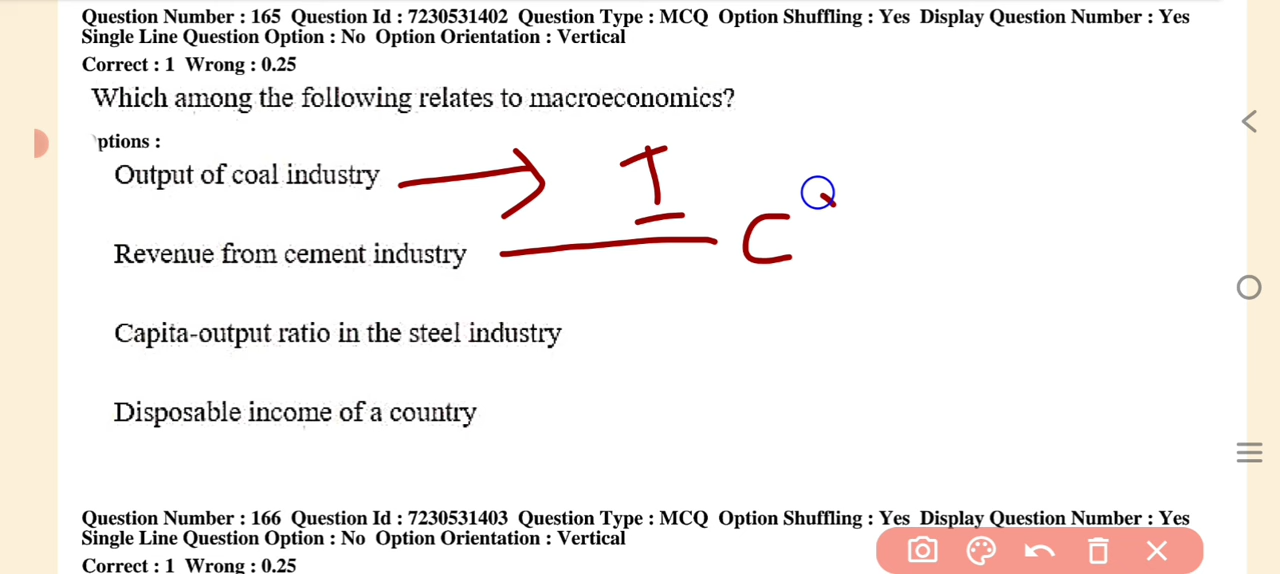 Question Number : 165 Question Id : 7230531402 Question Type : MCQ Option Shuffling : Yes Display Question Number : Yes
Single Line Question Option : No Option Orientation : Vertical
Correct : 1 Wrong : 0.25
Which among the following relates to macroeconomics?
ptions :
Output of coal industry
I
Revenue from cement industry
C
Capita-output ratio in the steel industry
Disposable income of a country
Question Number : 166 Question Id : 7230531403 Question Type : MCQ Option Shuffling : Yes Display Question Number : Yes
Single Line Question Option : No Option Orientation : Vertical
Correct : 1 Wrong : 0.25